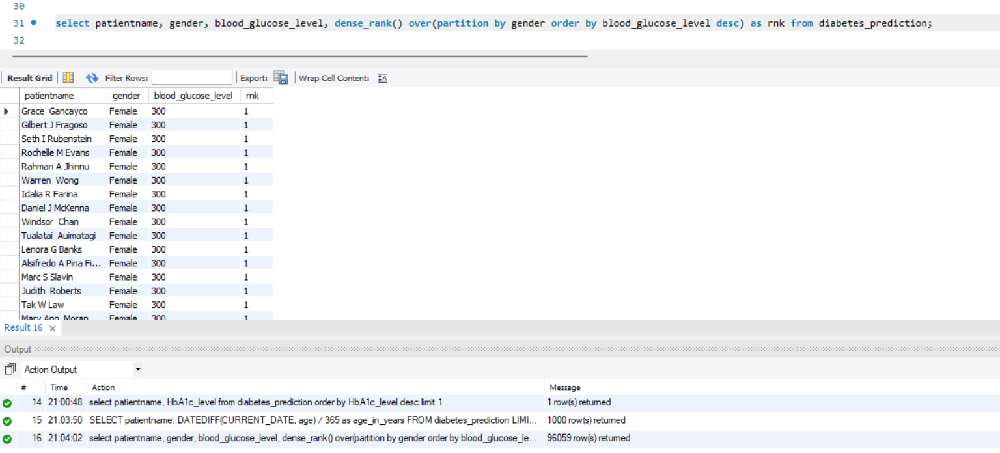 30
31 select patientname, gender, blood_glucose_level, dense_rank() over(partition by gender order by blood_glucose_level desc) as rnk from diabetes_prediction;
32
Result Grid Filter Rows: Export: Wrap Cell Content: IA
patientname gender blood_glucose_level rnk
Grace  Gancayco Female 300 1
Gilbert J Fragoso Female 300 1
Seth I Rubenstein Female 300 1
Rochelle M Evans Female 300 1
Rahman A Jhinnu Female 300 1
Warren  Wong Female 300 1
Idalia R Farina Female 300 1
Daniel J McKenna Female 300 1
Windsor  Chan Female 300 1
Tualatai  Auimatagi Female 300 1
Lenora G Banks Female 300 1
Alsifredo A Pina Fi... Female 300 1
Marc S Slavin Female 300 1
Judith  Roberts Female 300 1
Tak W Law Female 300 1
Mary Ann  Moran Female 300 1
Result 16
Output
Action Output
# Time Action Message
14 21:00:48 select patientname, HbA1c_level from diabetes_prediction order by HbA1c_level desc limit 1 1 row(s) returned
15 21:03:50 SELECT patientname, DATEDIFF(CURRENT_DATE, age) / 365 as age_in_years FROM diabetes_prediction LIMI... 1000 row(s) returned
16 21:04:02 select patientname, gender, blood_glucose_level, dense_rank() over(partition by gender order by blood_glucose_le... 96059 row(s) returned